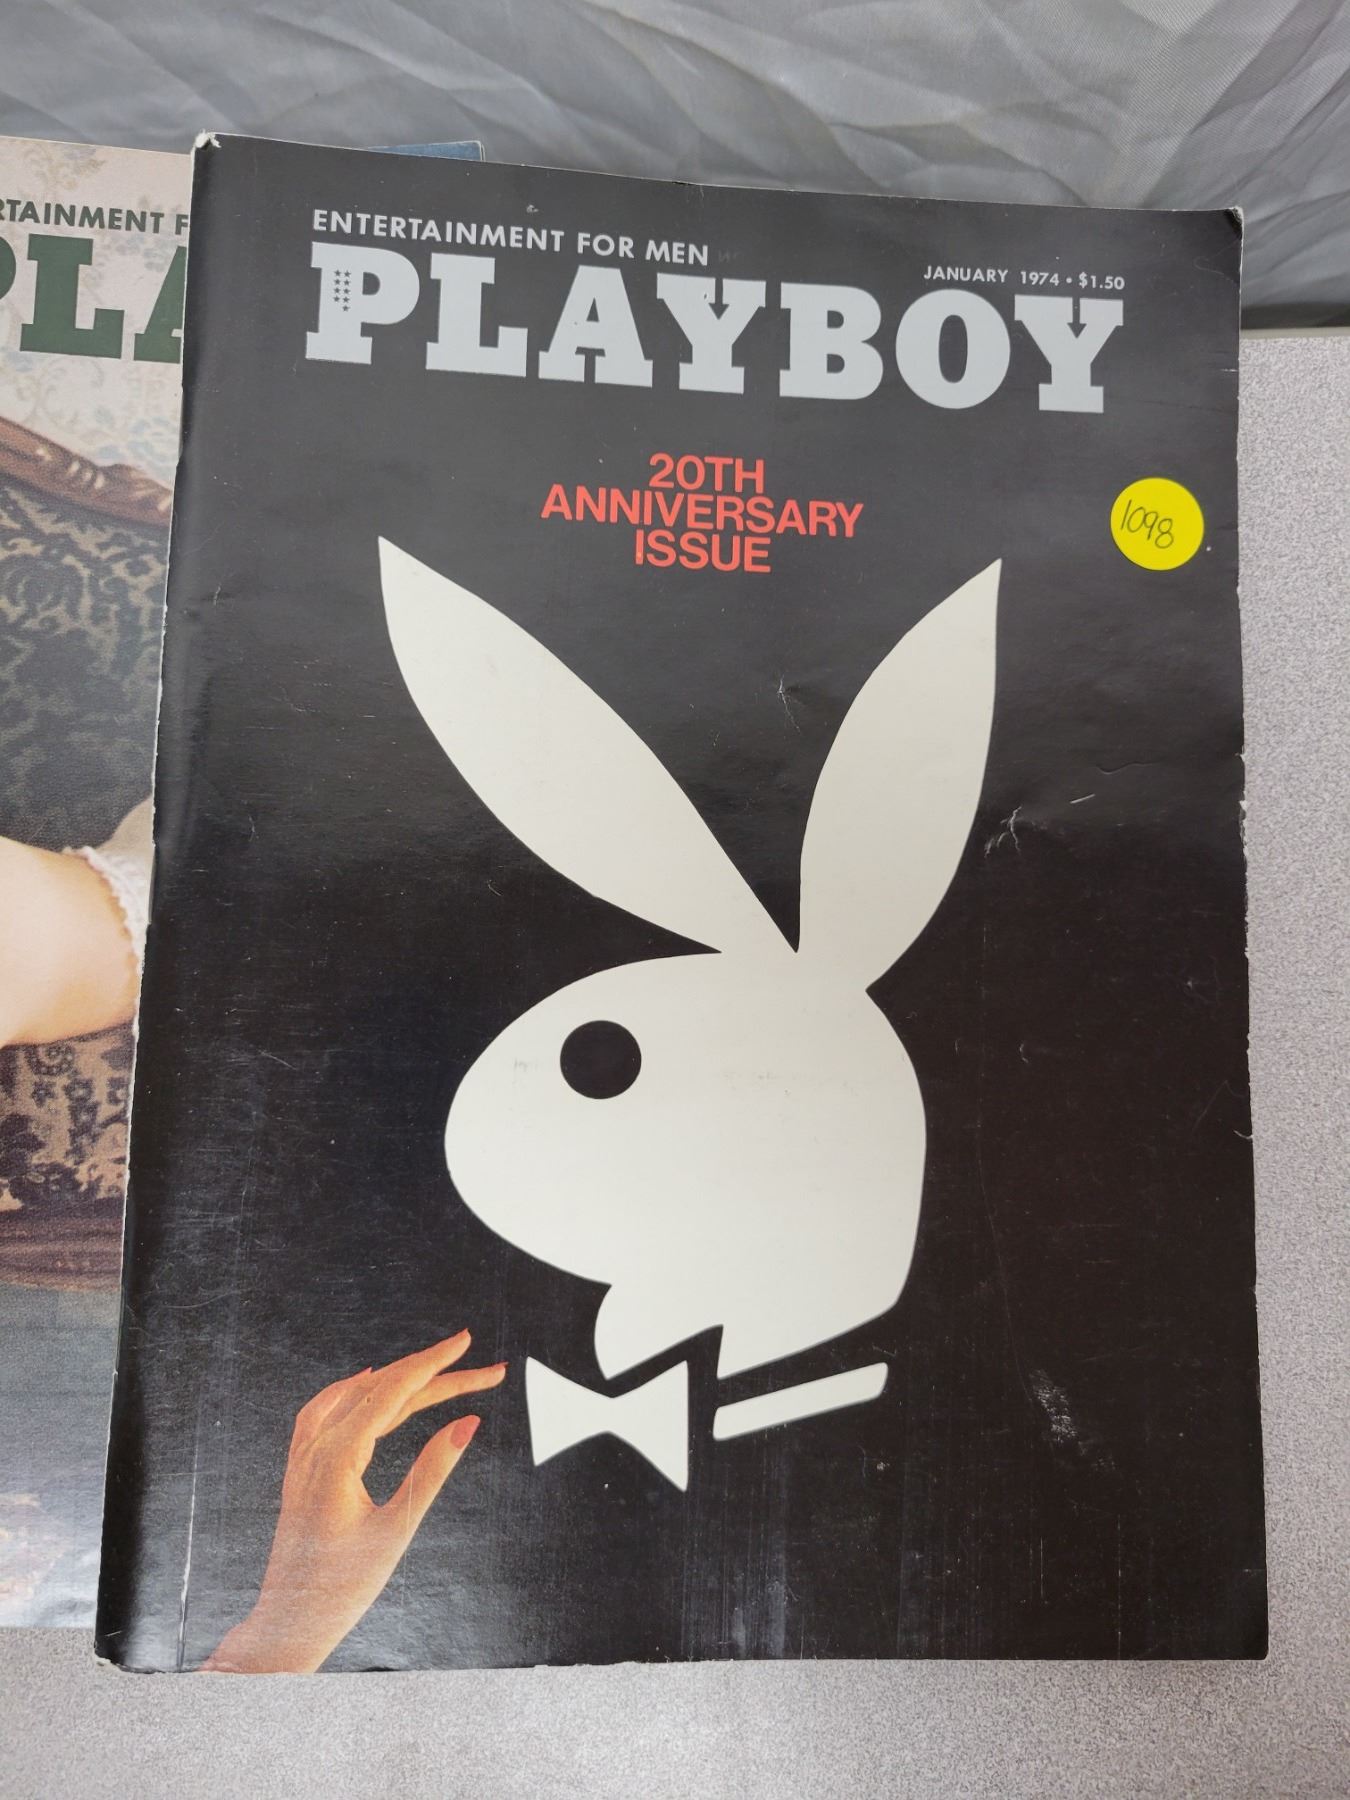 RTAINMENT F
PLA
ENTERTAINMENT FOR MEN
JANUARY 1974 • $1.50
PLAYBOY
20TH
ANNIVERSARY
ISSUE
1098